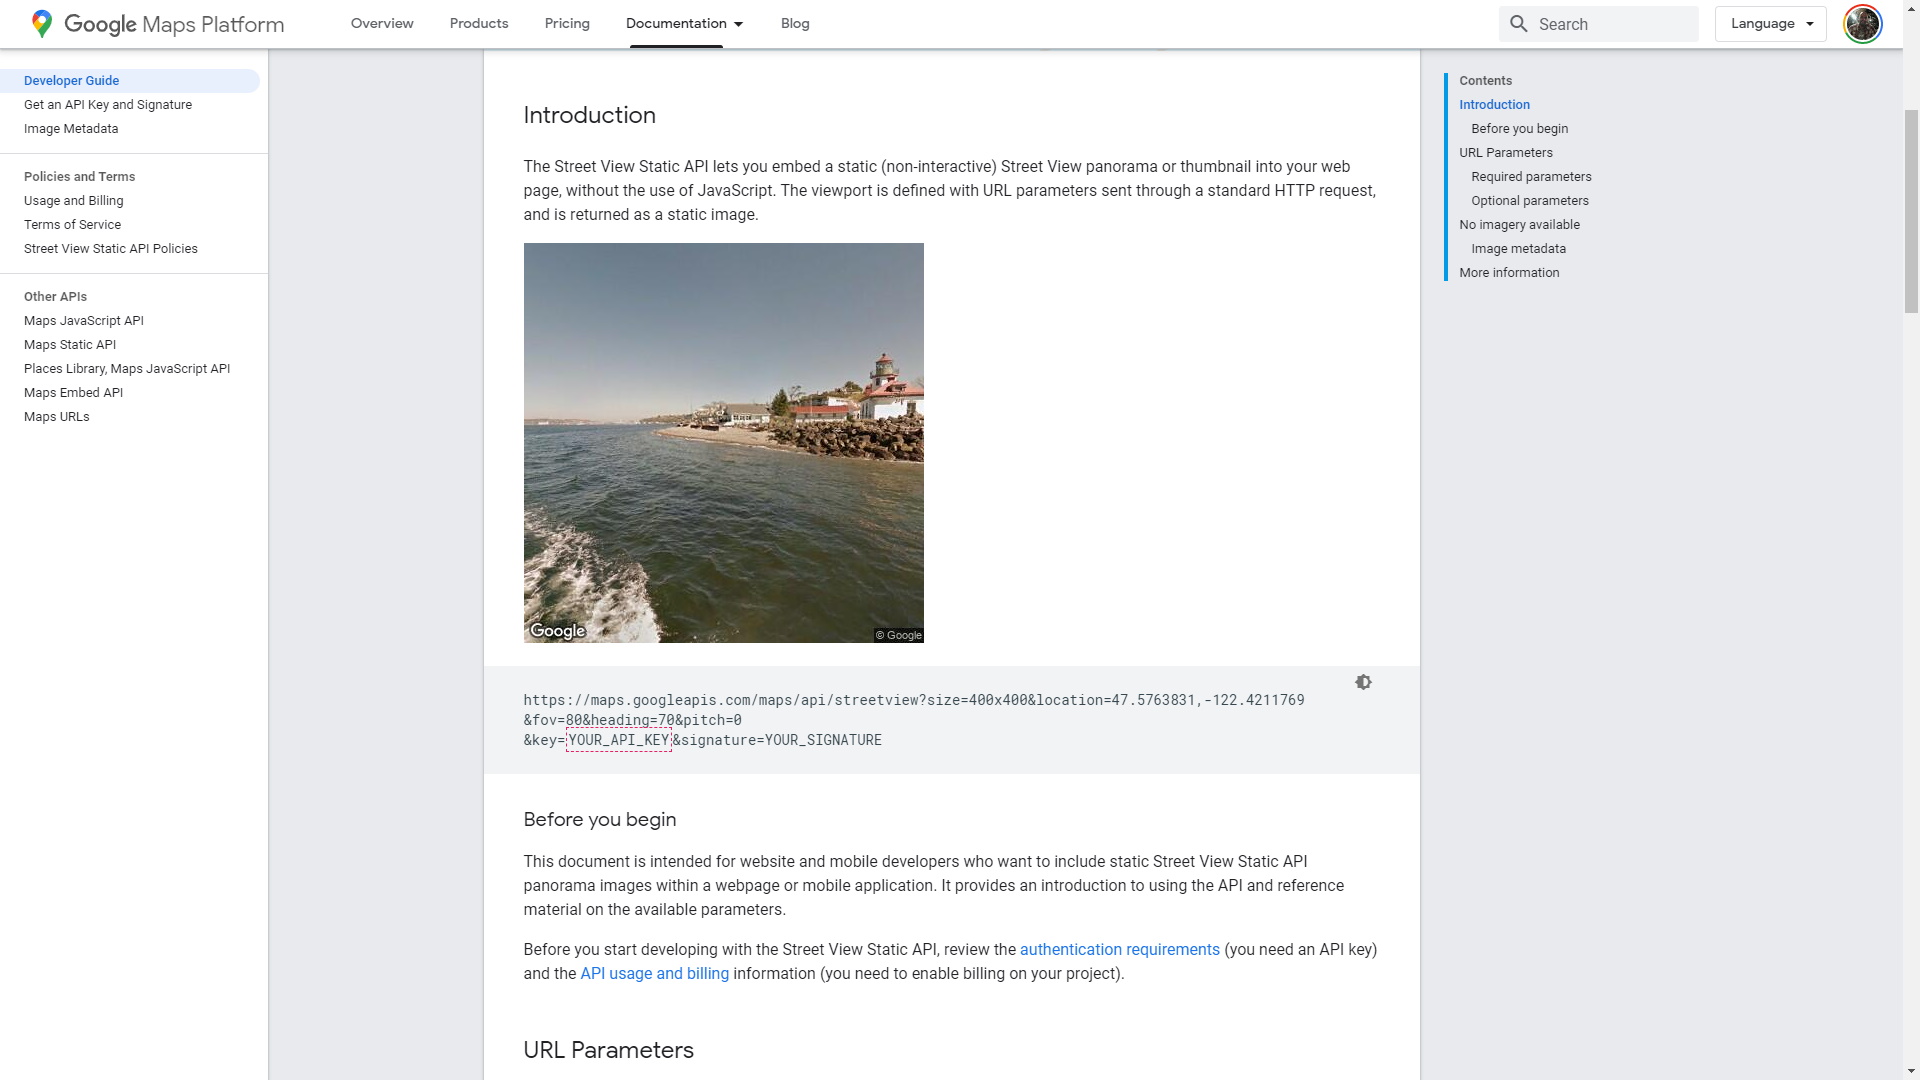 Google Maps Platform
Overview
Products
Pricing
Documentation
Blog
Search
Language
Developer Guide
Get an API Key and Signature
Image Metadata
Policies and Terms
Usage and Billing
Terms of Service
Street View Static API Policies
Other APIs
Maps JavaScript API
Maps Static API
Places Library, Maps JavaScript API
Maps Embed API
Maps URLs
Introduction
The Street View Static API lets you embed a static (non-interactive) Street View panorama or thumbnail into your web
page, without the use of JavaScript. The viewport is defined with URL parameters sent through a standard HTTP request,
and is returned as a static image.
Google
© Google
https://maps.googleapis.com/maps/api/streetview?size=400x400&location=47.5763831,-122.4211769
&fov=80&heading=70&pitch=0
&key=YOUR_API_KEY&signature=YOUR_SIGNATURE
Before you begin
This document is intended for website and mobile developers who want to include static Street View Static API
panorama images within a webpage or mobile application. It provides an introduction to using the API and reference
material on the available parameters.
Before you start developing with the Street View Static API, review the authentication requirements (you need an API key)
and the API usage and billing information (you need to enable billing on your project).
URL Parameters
Contents
Introduction
Before you begin
URL Parameters
Required parameters
Optional parameters
No imagery available
Image metadata
More information